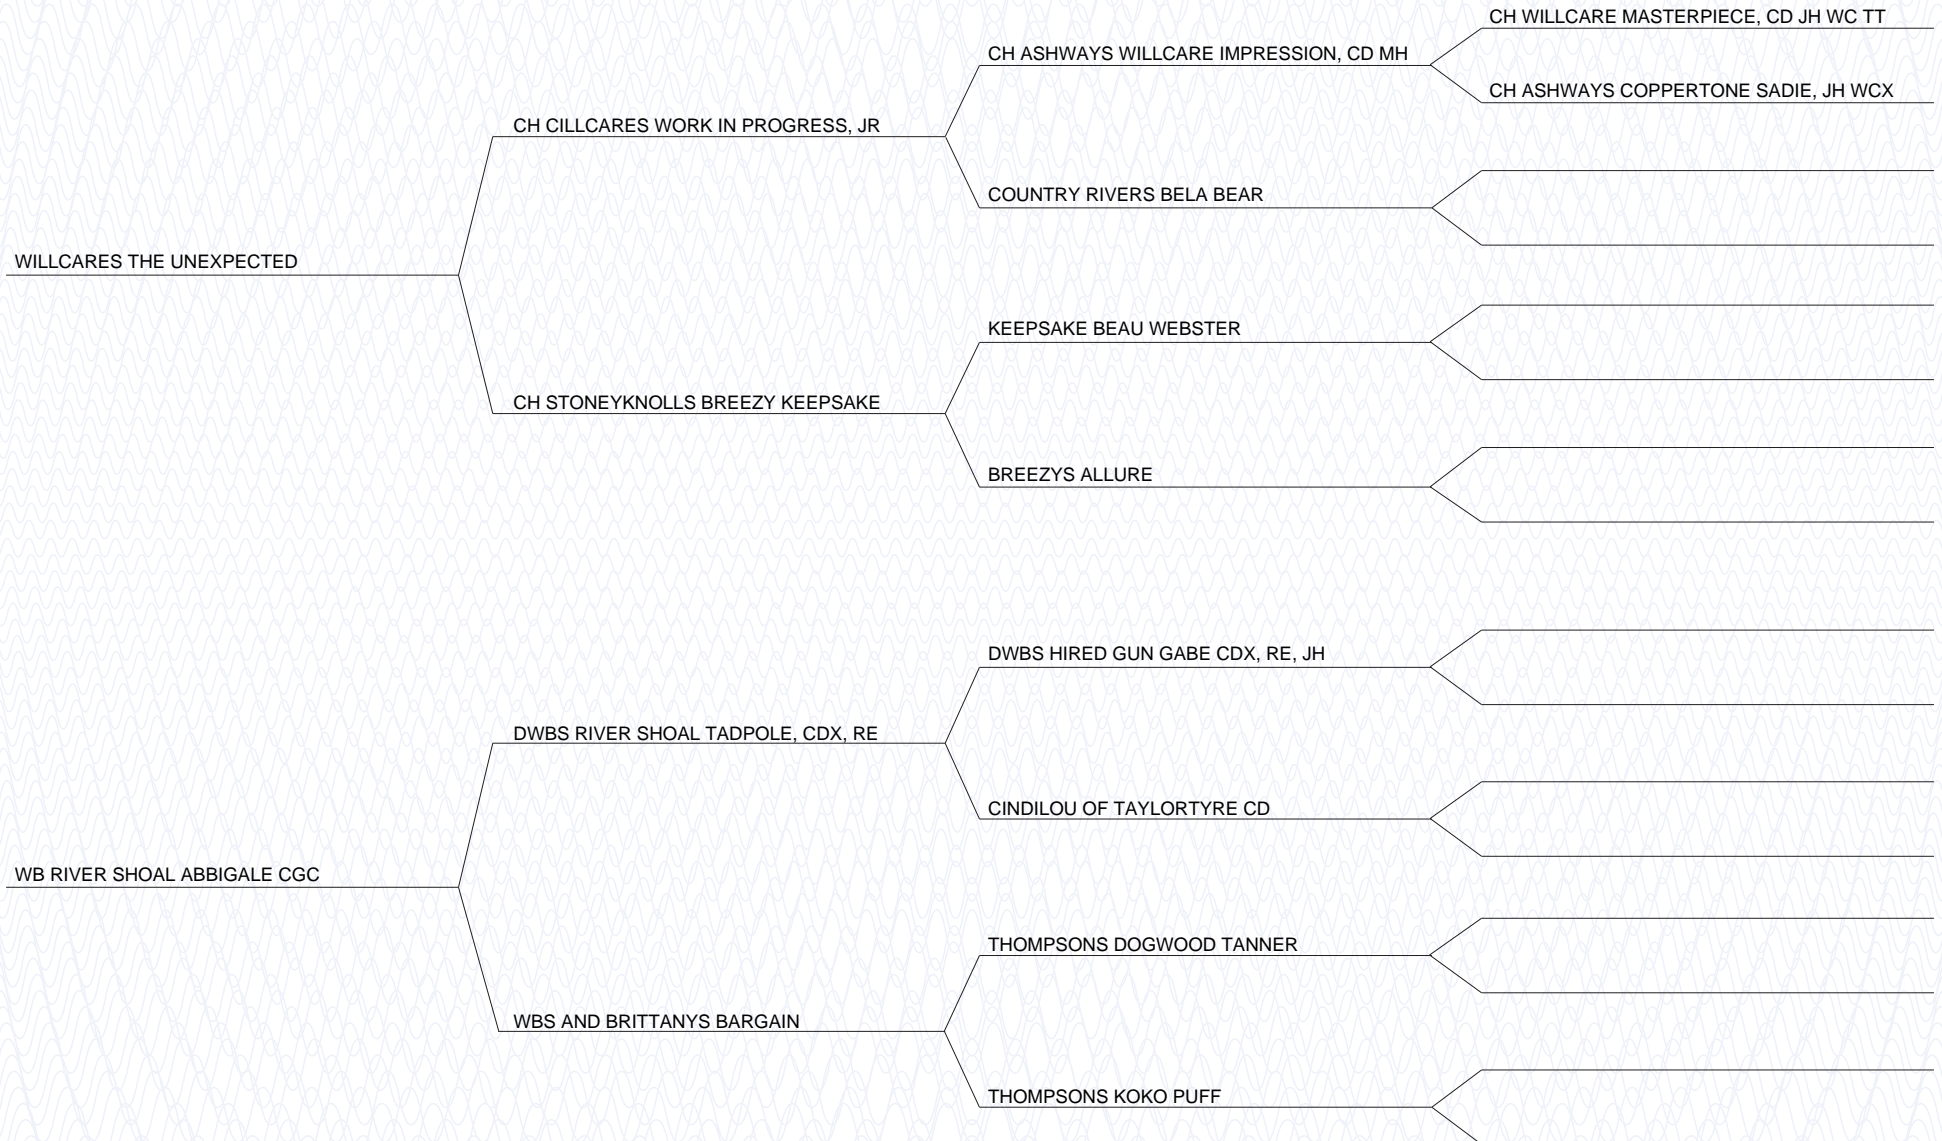 CH WILLCARE MASTERPIECE, CD JH WC TT
CH ASHWAYS WILLCARE IMPRESSION, CD MH
CH ASHWAYS COPPERTONE SADIE, JH WCX
CH CILLCARES WORK IN PROGRESS, JR
COUNTRY RIVERS BELA BEAR
WILLCARES THE UNEXPECTED
KEEPSAKE BEAU WEBSTER
CH STONEYKNOLLS BREEZY KEEPSAKE
BREEZYS ALLURE
DWBS HIRED GUN GABE CDX, RE, JH
DWBS RIVER SHOAL TADPOLE, CDX, RE
CINDILOU OF TAYLORTYRE CD
WB RIVER SHOAL ABBIGALE CGC
THOMPSONS DOGWOOD TANNER
WBS AND BRITTANYS BARGAIN
THOMPSONS KOKO PUFF